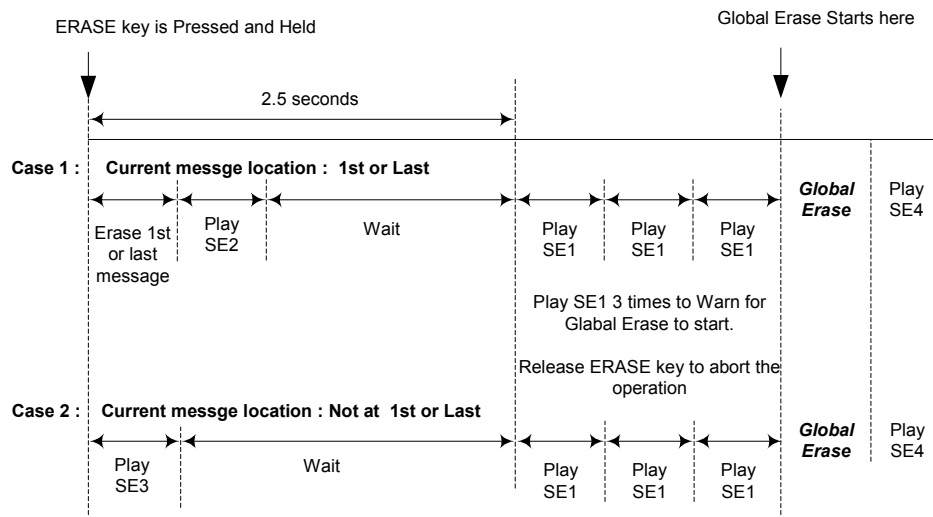 ERASE key is Pressed and Held
Global Erase Starts here
2.5 seconds
Case 1 : Current messge location : 1st or Last
Erase 1st
or last
message
Play
SE2
Wait
Play
SE1
Play
SE1
Play
SE1
Global
Erase
Play
SE4
Play SE1 3 times to Warn for
Glabal Erase to start.
Release ERASE key to abort the
operation
Case 2 : Current messge location : Not at 1st or Last
Play
SE3
Wait
Play
SE1
Play
SE1
Play
SE1
Global
Erase
Play
SE4